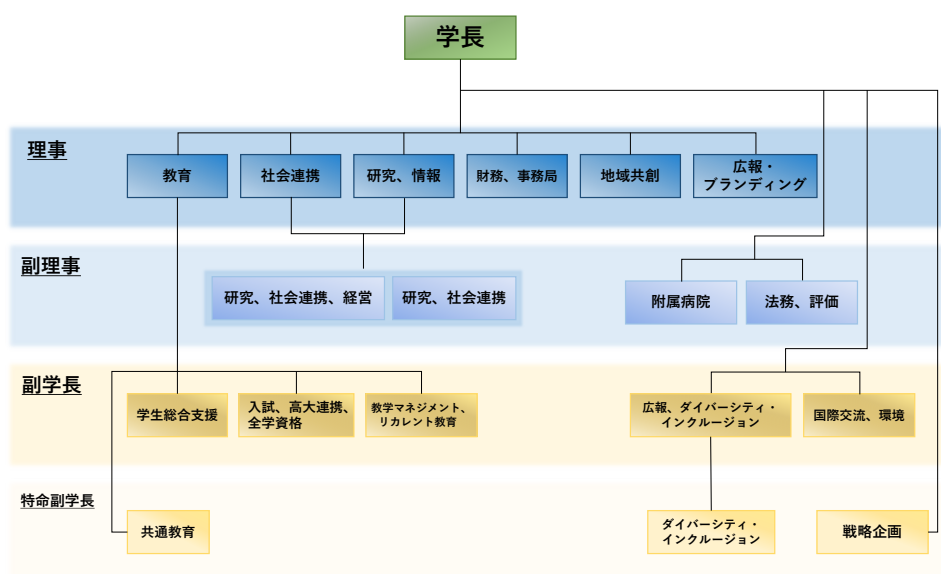 学長
理事
教育
社会連携
研究、情報
財務、事務局
地域共創
広報・
ブランディング
副理事
研究、社会連携、経営
研究、社会連携
附属病院
法務、評価
副学長
学生総合支援
入試、高大連携、
全学資格
教学マネジメント、
リカレント教育
広報、ダイバーシティ・
インクルージョン
国際交流、環境
特命副学長
共通教育
ダイバーシティ・
インクルージョン
戦略企画